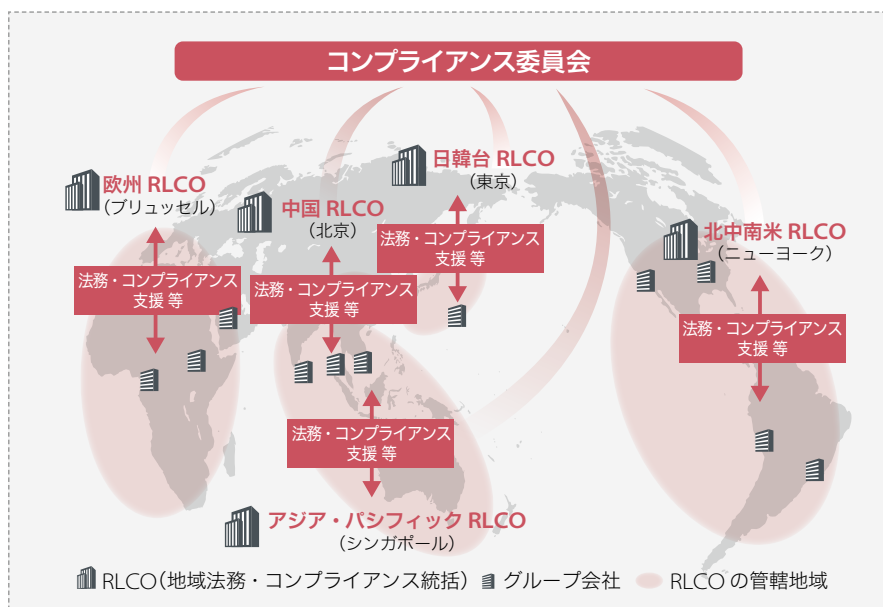 コンプライアンス委員会
日韓台 RLCO
(東京)
欧州 RLCO
(ブリュッセル)
中国 RLCO
(北京)
北中南米 RLCO
(ニューヨーク)
法務・コンプライアンス
支援 等
法務・コンプライアンス
支援 等
法務・コンプライアンス
支援 等
法務・コンプライアンス
支援 等
法務・コンプライアンス
支援 等
アジア・パシフィック RLCO
(シンガポール)
RLCO(地域法務・コンプライアンス統括) グループ会社 RLCO の管轄地域